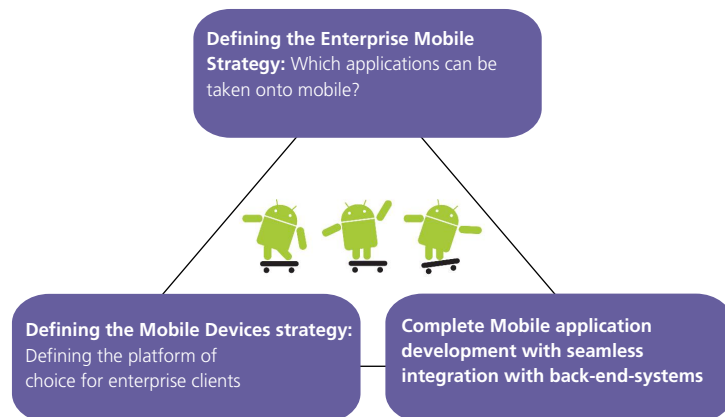 Defining the Enterprise Mobile
Strategy: Which applications can be
taken onto mobile?
Defining the Mobile Devices strategy:
Defining the platform of
choice for enterprise clients
Complete Mobile application
development with seamless
integration with back-end-systems